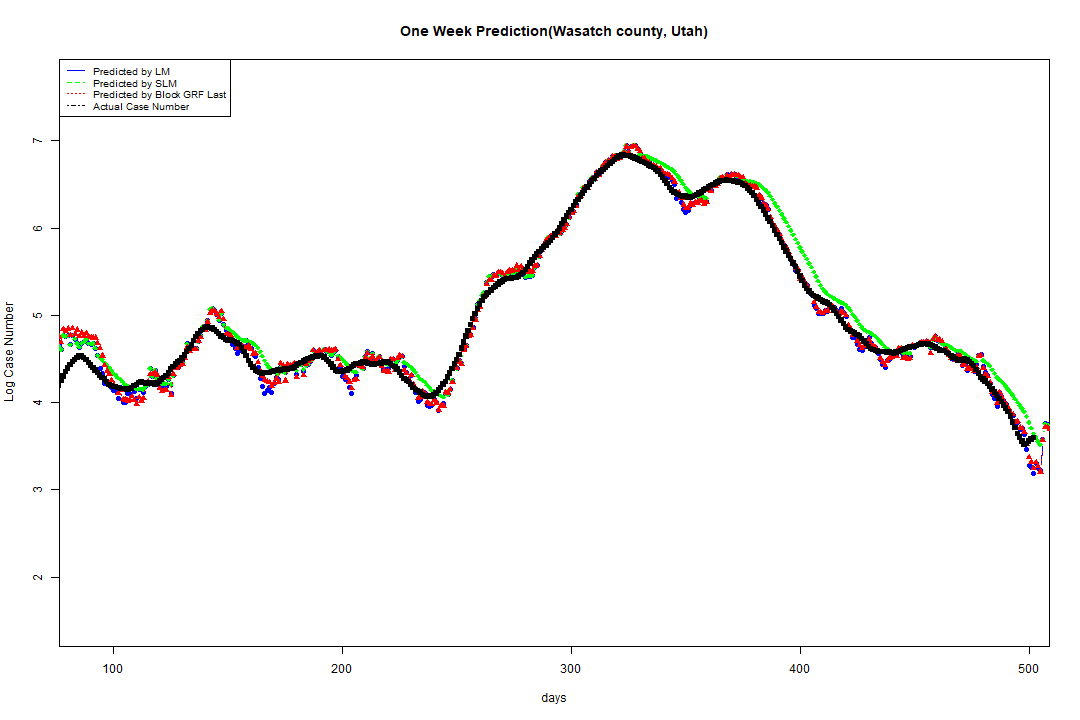 One Week Prediction(Wasatch county, Utah)
Predicted by LM
Predicted by SLM
Predicted by Block GRF Last
Actual Case Number
7
6
5
4
3
2
Log Case Number
100 200 300 400 500
days